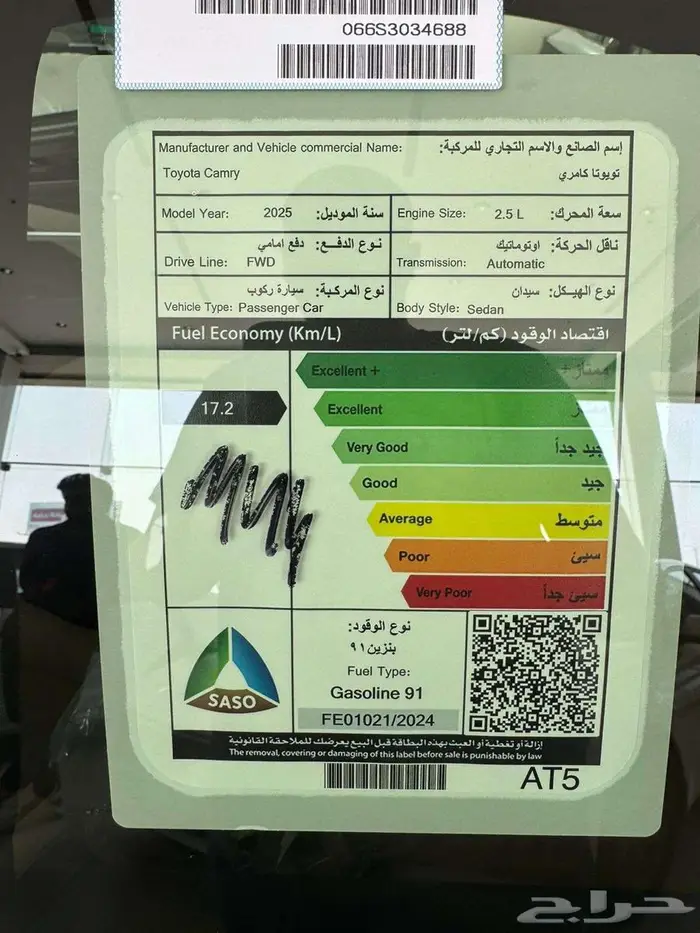 066S3034688
Manufacturer and Vehicle commercial Name: إسم الصانع والاسم التجاري للمركبة:
Toyota Camry تويوتا كامري
Model Year: 2025 سنة الموديل: Engine Size: 2.5 L سعة المحرك:
نوع الدفع: دفع امامي ناقل الحركة: اوتوماتيك
Drive Line: FWD Transmission: Automatic
نوع المركبة: سيارة ركوب نوع الهيكل: سيدان
Vehicle Type: Passenger Car Body Style: Sedan
Fuel Economy (Km/L) اقتصاد الوقود (كم/لتر)
Excellent + ممتاز +
17.2 Excellent
Very Good جيد جداً
Good جيد
Average متوسط
Poor سيئ
Very Poor سيئ جداً
نوع الوقود:
بنزين ٩١
Fuel Type:
Gasoline 91
SASO
FE01021/2024
إزالة أو تغطية أو العبث بهذه البطاقة قبل البيع يعرضك للملاحقة القانونية
The removal, covering or damaging of this label before sale is punishable by law
AT5
حراج